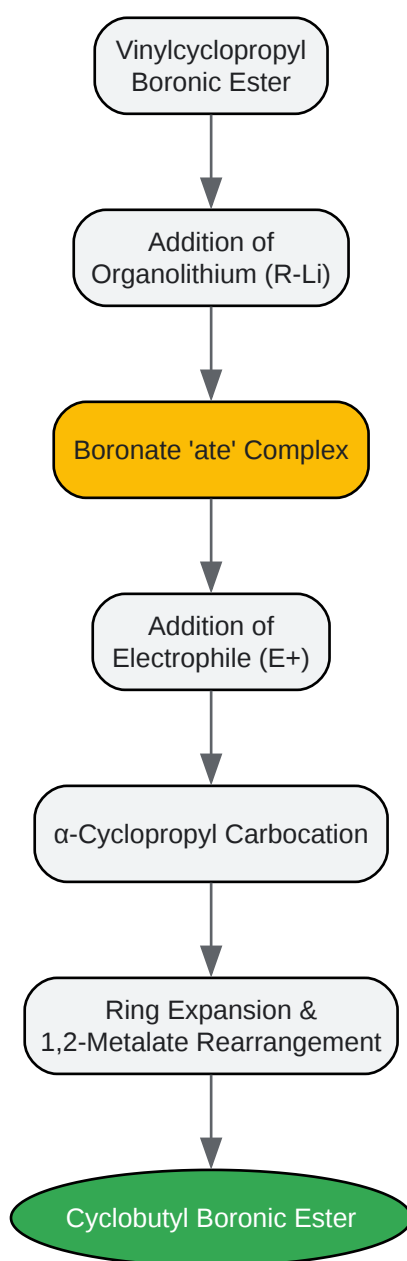 Vinylcyclopropyl
Boronic Ester
Addition of
Organolithium (R-Li)
Boronate 'ate' Complex
Addition of
Electrophile (E+)
α-Cyclopropyl Carbocation
Ring Expansion &
1,2-Metalate Rearrangement
Cyclobutyl Boronic Ester